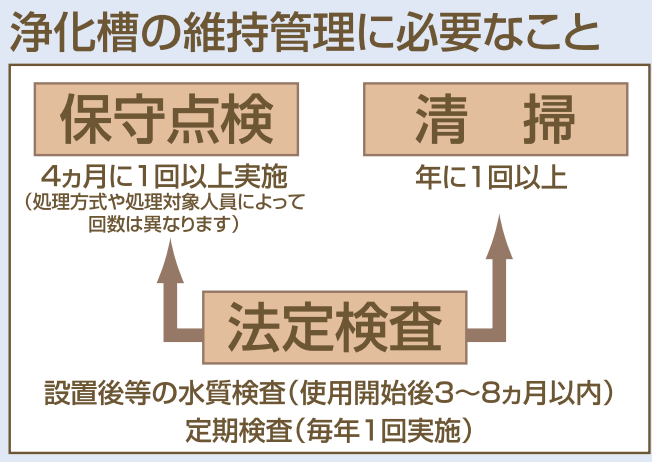 浄化槽の維持管理に必要なこと
保守点検
4ヵ月に1回以上実施
（処理方式や処理対象人員によって
回数は異なります）
清　掃
年に1回以上
法定検査
設置後等の水質検査（使用開始後3～8ヵ月以内）
定期検査（毎年1回実施）